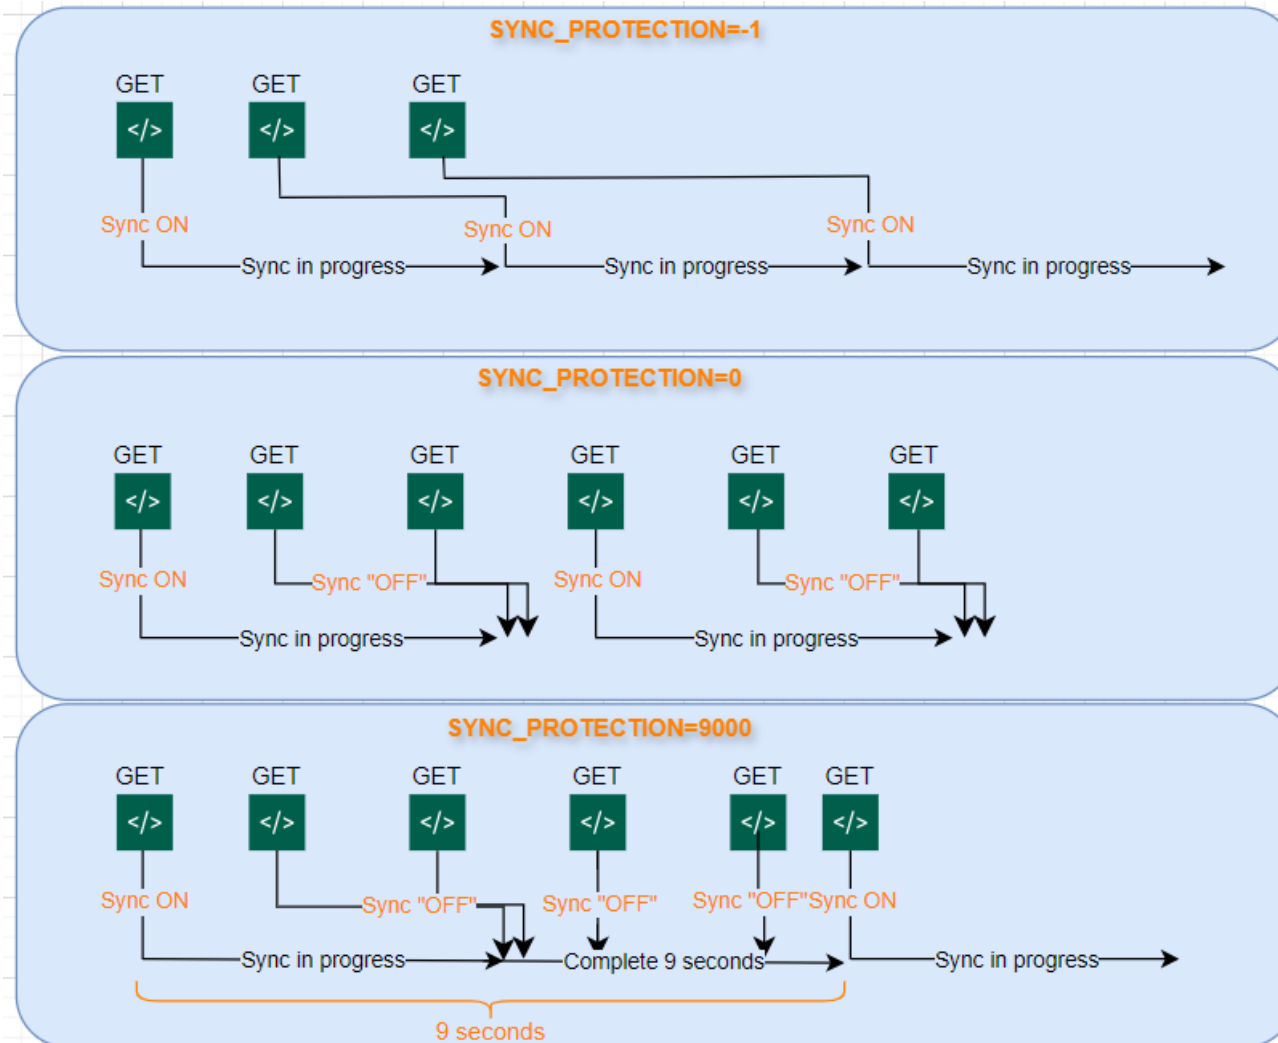 SYNC_PROTECTION=-1
GET GET GET
</> </> </>
Sync ON Sync ON Sync ON
Sync in progress Sync in progress Sync in progress
SYNC_PROTECTION=0
GET GET GET GET GET GET
</> </> </> </> </> </>
Sync ON Sync "OFF" Sync ON Sync "OFF"
Sync in progress Sync in progress
SYNC_PROTECTION=9000
GET GET GET GET GET GET
</> </> </> </> </> </>
Sync ON Sync "OFF" Sync "OFF" Sync "OFF" Sync ON
Sync in progress Complete 9 seconds Sync in progress
9 seconds